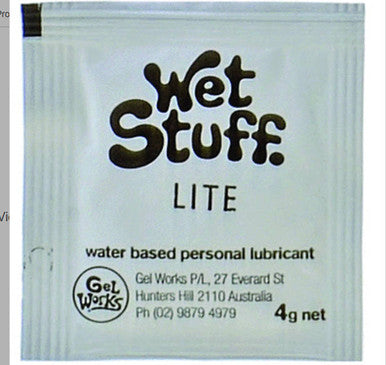 Wet
Stuff.
LITE
water based personal lubricant
GeL
WoRks
Gel Works P/L, 27 Everard St
Hunters Hill 2110 Australia
Ph (02) 9879 4979
4g net